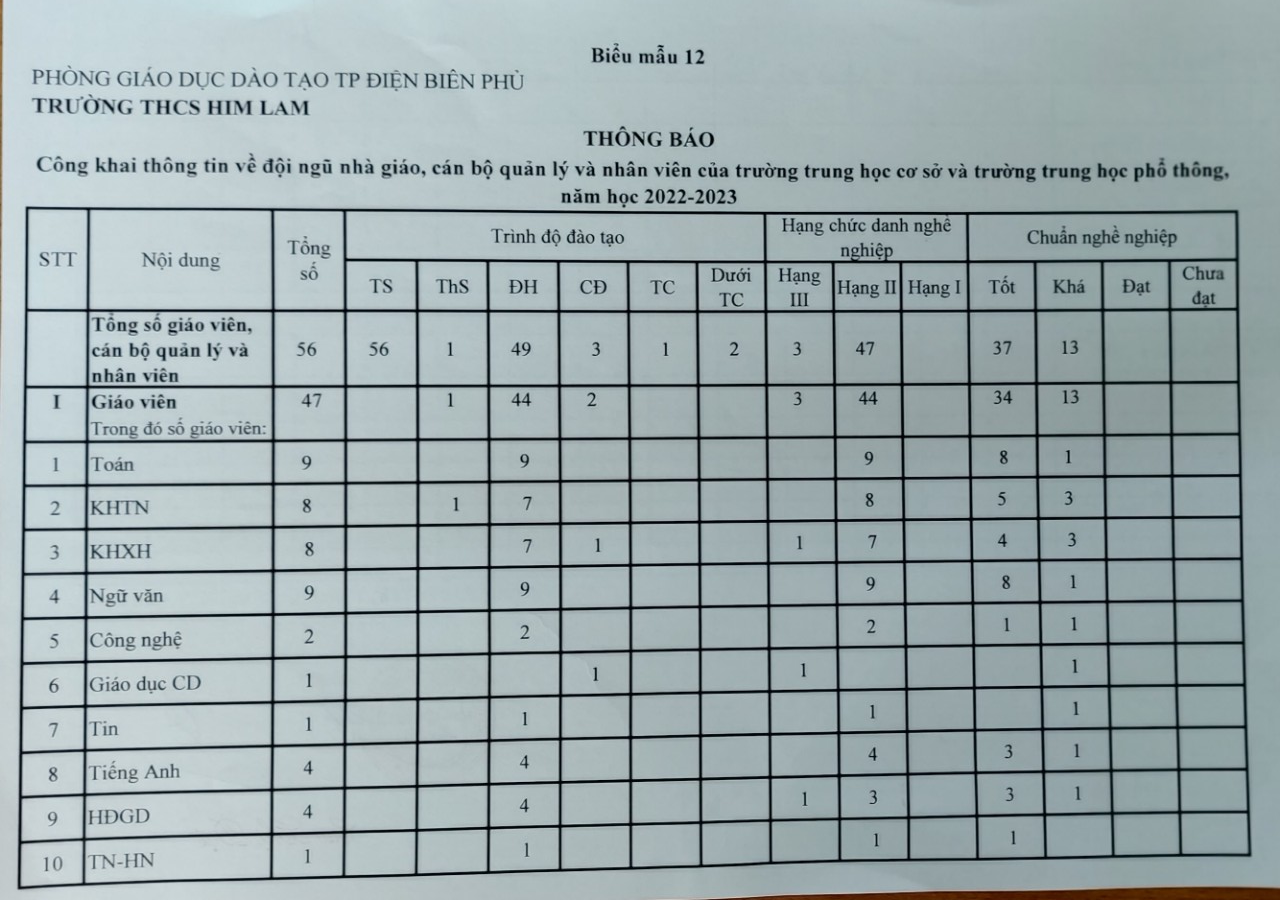 Biểu mẫu 12
PHÒNG GIÁO DỤC DÀO TẠO TP ĐIỆN BIÊN PHỦ
TRƯỜNG THCS HIM LAM
THÔNG BÁO
Công khai thông tin về đội ngũ nhà giáo, cán bộ quản lý và nhân viên của trường trung học cơ sở và trường trung học phổ thông,
năm học 2022-2023
STT Nội dung Tổng số Trình độ đào tạo Hạng chức danh nghề nghiệp Chuẩn nghề nghiệp
TS ThS ĐH CĐ TC Dưới TC Hạng III Hạng II Hạng I Tốt Khá Đạt Chưa đạt
Tổng số giáo viên, cán bộ quản lý và nhân viên 56 56 1 49 3 1 2 3 47 37 13
I Giáo viên 47 1 44 2 3 44 34 13
Trong đó số giáo viên:
1 Toán 9 9 9 8 1
2 KHTN 8 1 7 8 5 3
3 KHXH 8 7 1 1 7 4 3
4 Ngữ văn 9 9 9 8 1
5 Công nghệ 2 2 2 1 1
6 Giáo dục CD 1 1 1 1
7 Tin 1 1 1 1
8 Tiếng Anh 4 4 4 3 1
9 HĐGD 4 4 1 3 3 1
10 TN-HN 1 1 1 1